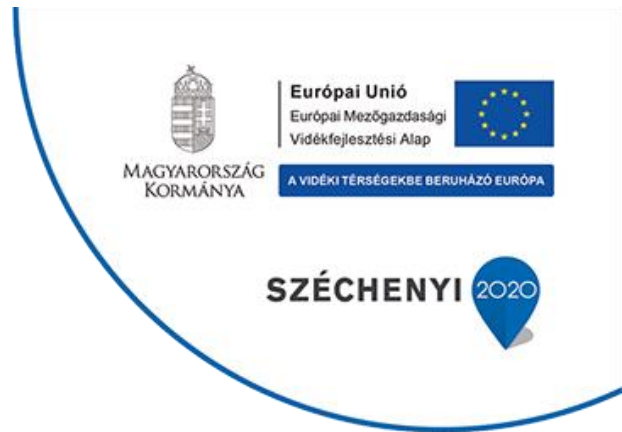 MAGYARORSZÁG
KORMÁNYA
Európai Unió
Európai Mezőgazdasági
Vidékfejlesztési Alap
A VIDÉKI TÉRSÉGEKBE BERUHÁZÓ EURÓPA
SZÉCHENYI 2020